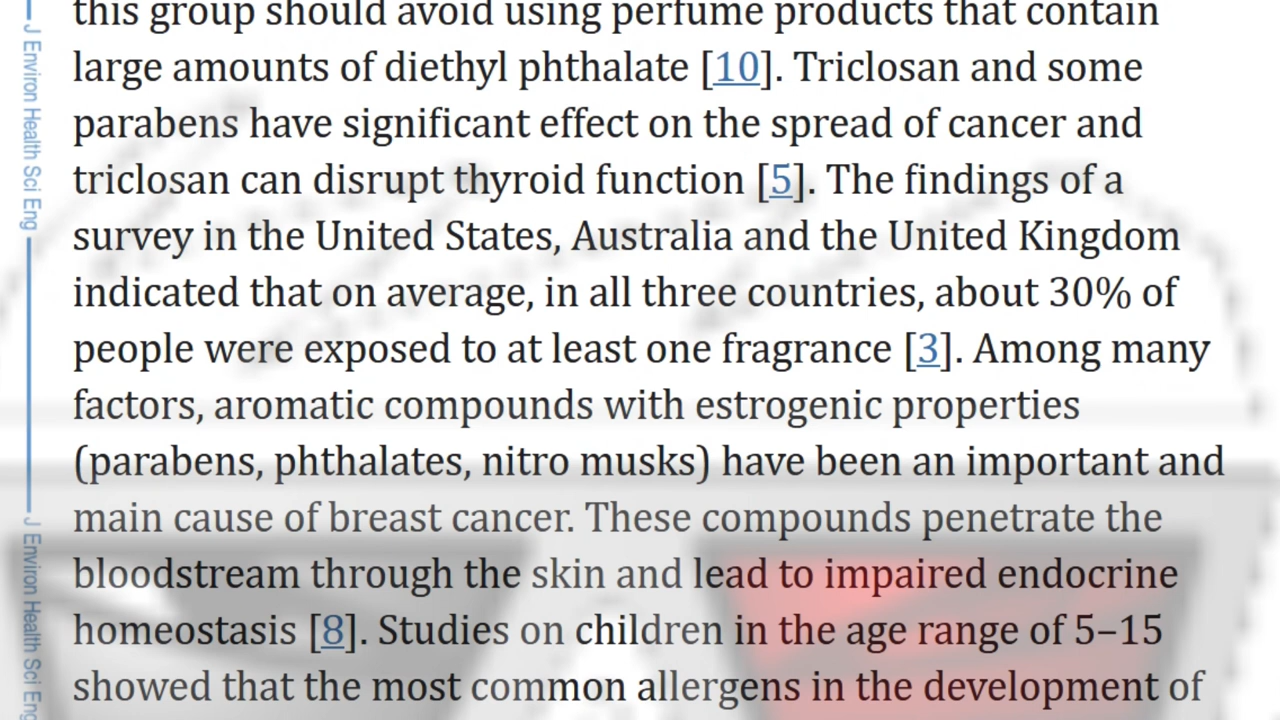 this group should avoid using perfume products that contain
large amounts of diethyl phthalate [10]. Triclosan and some
parabens have significant effect on the spread of cancer and
triclosan can disrupt thyroid function [5]. The findings of a
survey in the United States, Australia and the United Kingdom
indicated that on average, in all three countries, about 30% of
people were exposed to at least one fragrance [3]. Among many
factors, aromatic compounds with estrogenic properties
(parabens, phthalates, nitro musks) have been an important and
main cause of breast cancer. These compounds penetrate the
bloodstream through the skin and lead to impaired endocrine
homeostasis [8]. Studies on children in the age range of 5–15
showed that the most common allergens in the development of
J Environ Health Sci Eng
J Environ Health Sci Eng